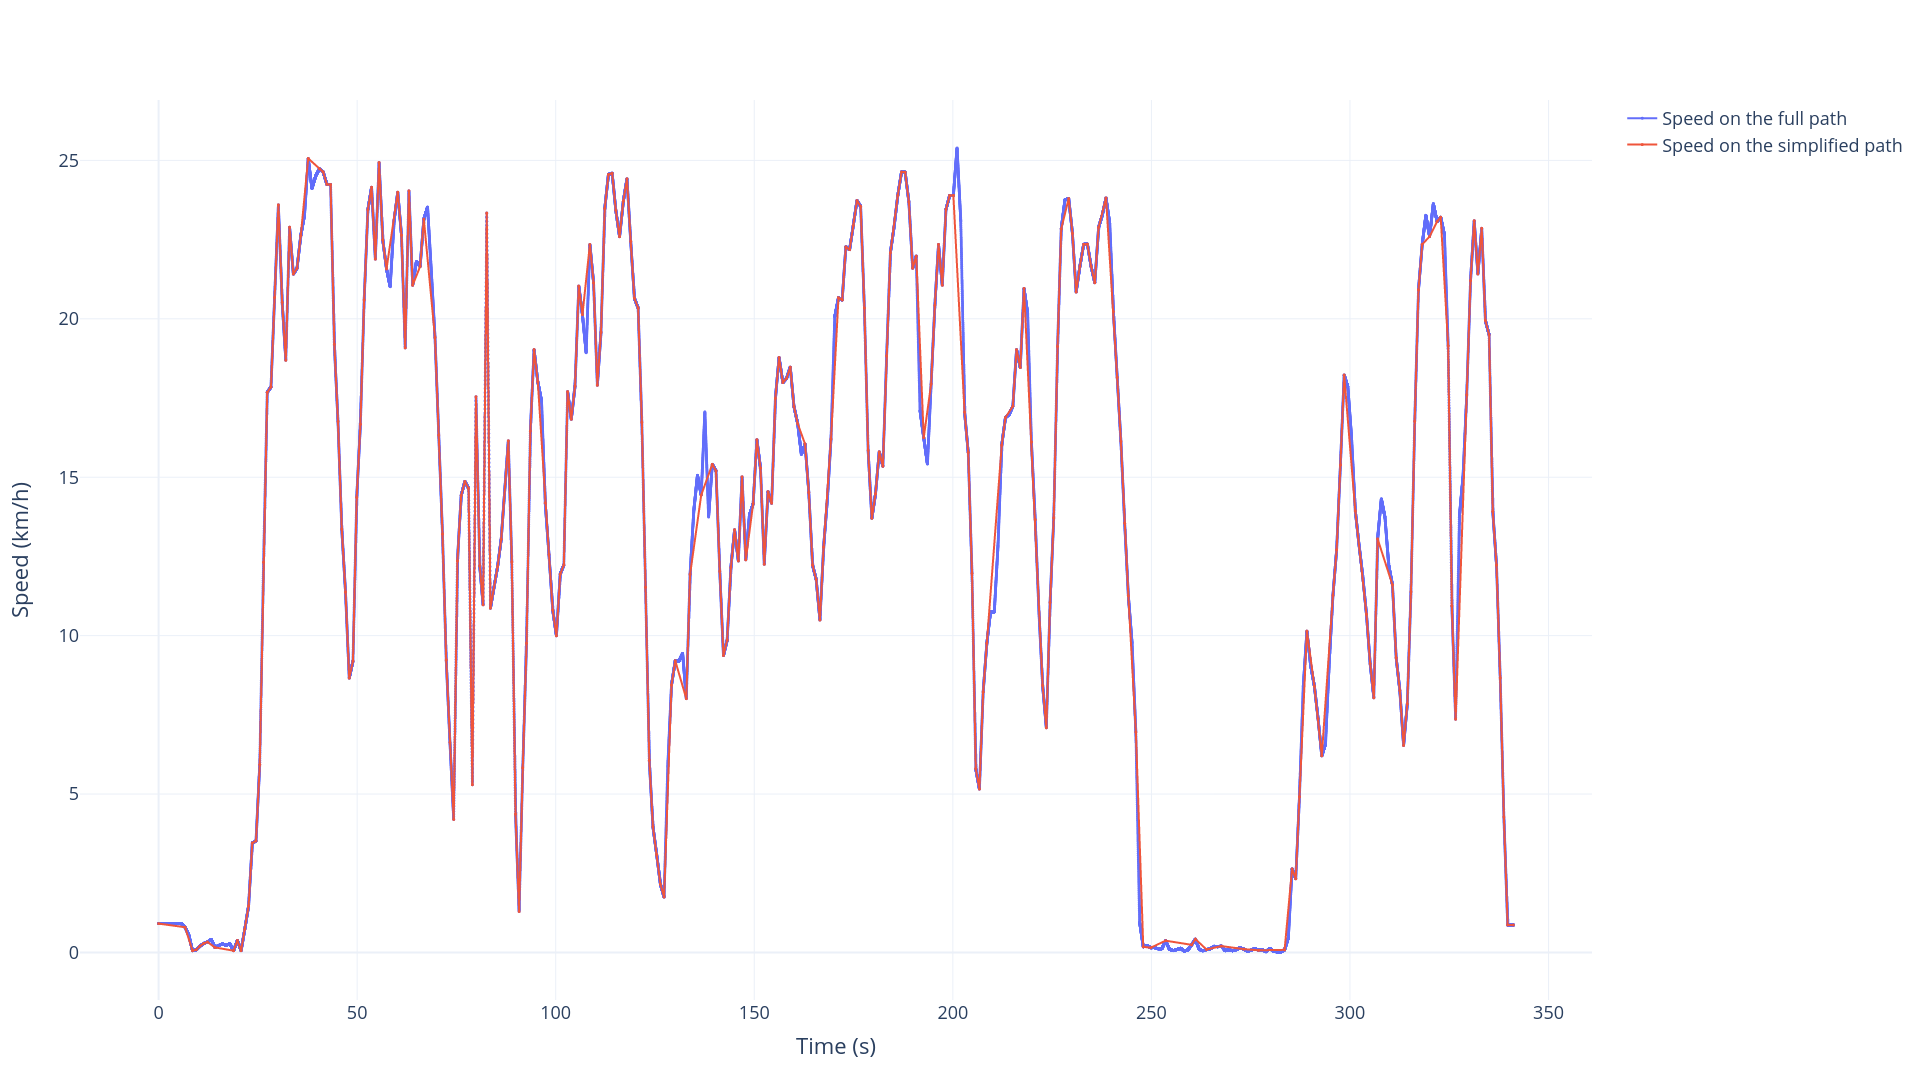 Speed on the full path
Speed on the simplified path
Speed (km/h)
25
20
15
10
5
0
0 50 100 150 200 250 300 350
Time (s)